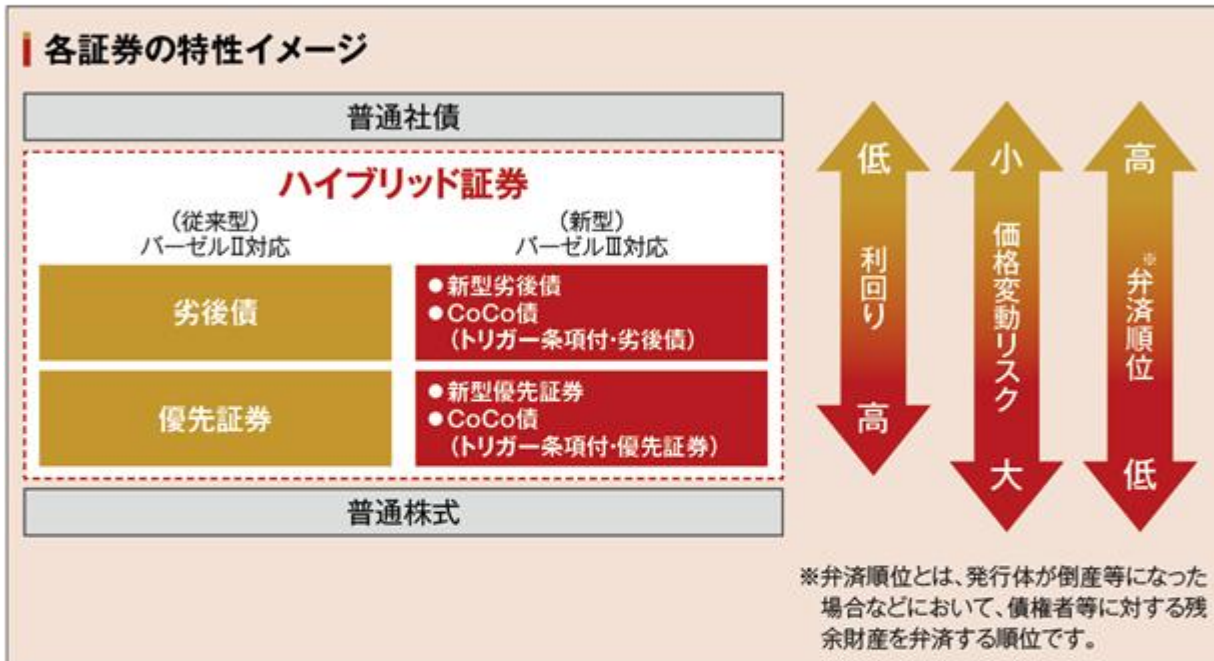 各証券の特性イメージ
普通社債
ハイブリッド証券
(従来型)
バーゼルⅡ対応
(新型)
バーゼルⅢ対応
劣後債
●新型劣後債
●CoCo債
(トリガー条項付・劣後債)
優先証券
●新型優先証券
●CoCo債
(トリガー条項付・優先証券)
普通株式
低
利回り
高
小
価格変動リスク
大
高
※弁済順位
低
※弁済順位とは、発行体が倒産等になった
場合などにおいて、債権者等に対する残
余財産を弁済する順位です。